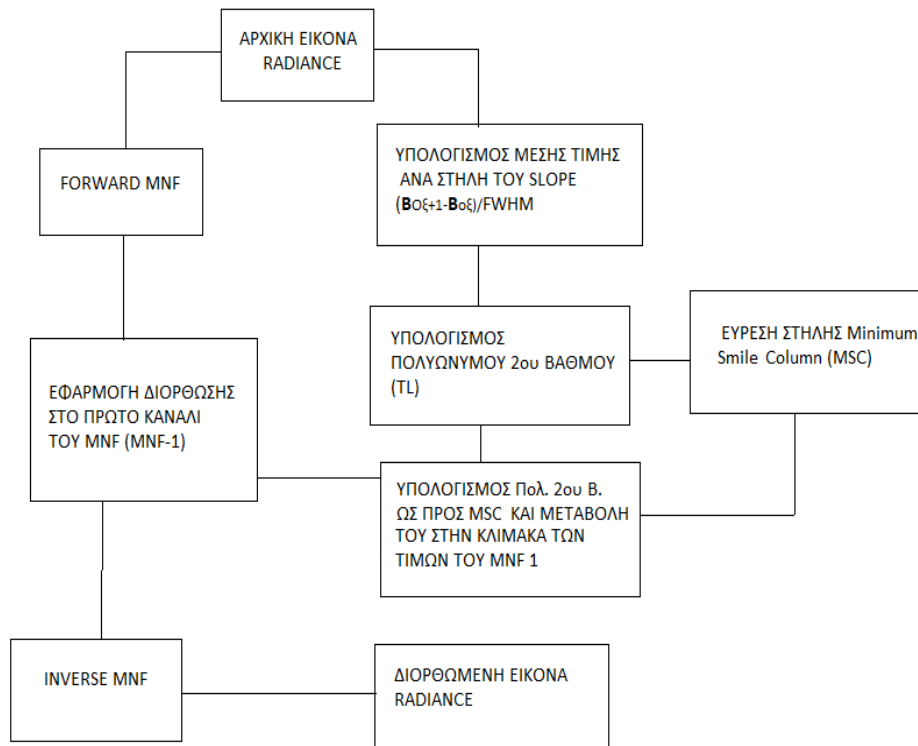 ΑΡΧΙΚΗ ΕΙΚΟΝΑ
RADIANCE
FORWARD MNF
ΥΠΟΛΟΓΙΣΜΟΣ ΜΕΣΗΣ ΤΙΜΗΣ
ΑΝΑ ΣΤΗΛΗ ΤΟΥ SLOPE
(BΟξ+1-Bοξ)/FWHM
ΥΠΟΛΟΓΙΣΜΟΣ
ΠΟΛΥΩΝΥΜΟΥ 2ου ΒΑΘΜΟΥ
(TL)
ΕΥΡΕΣΗ ΣΤΗΛΗΣ Minimum
Smile Column (MSC)
ΕΦΑΡΜΟΓΗ ΔΙΟΡΘΩΣΗΣ
ΣΤΟ ΠΡΩΤΟ ΚΑΝΑΛΙ
ΤΟΥ MNF (MNF-1)
ΥΠΟΛΟΓΙΣΜΟΣ Πολ. 2ου Β.
ΩΣ ΠΡΟΣ MSC ΚΑΙ ΜΕΤΑΒΟΛΗ
ΤΟΥ ΣΤΗΝ ΚΛΙΜΑΚΑ ΤΩΝ
ΤΙΜΩΝ ΤΟΥ MNF 1
INVERSE MNF
ΔΙΟΡΘΩΜΕΝΗ ΕΙΚΟΝΑ
RADIANCE